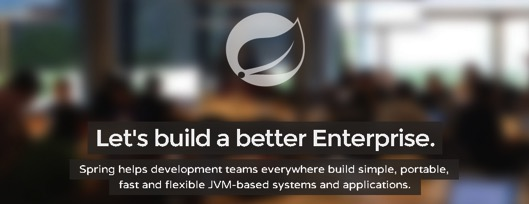 Let's build a better Enterprise.
Spring helps development teams everywhere build simple, portable,
fast and flexible JVM-based systems and applications.